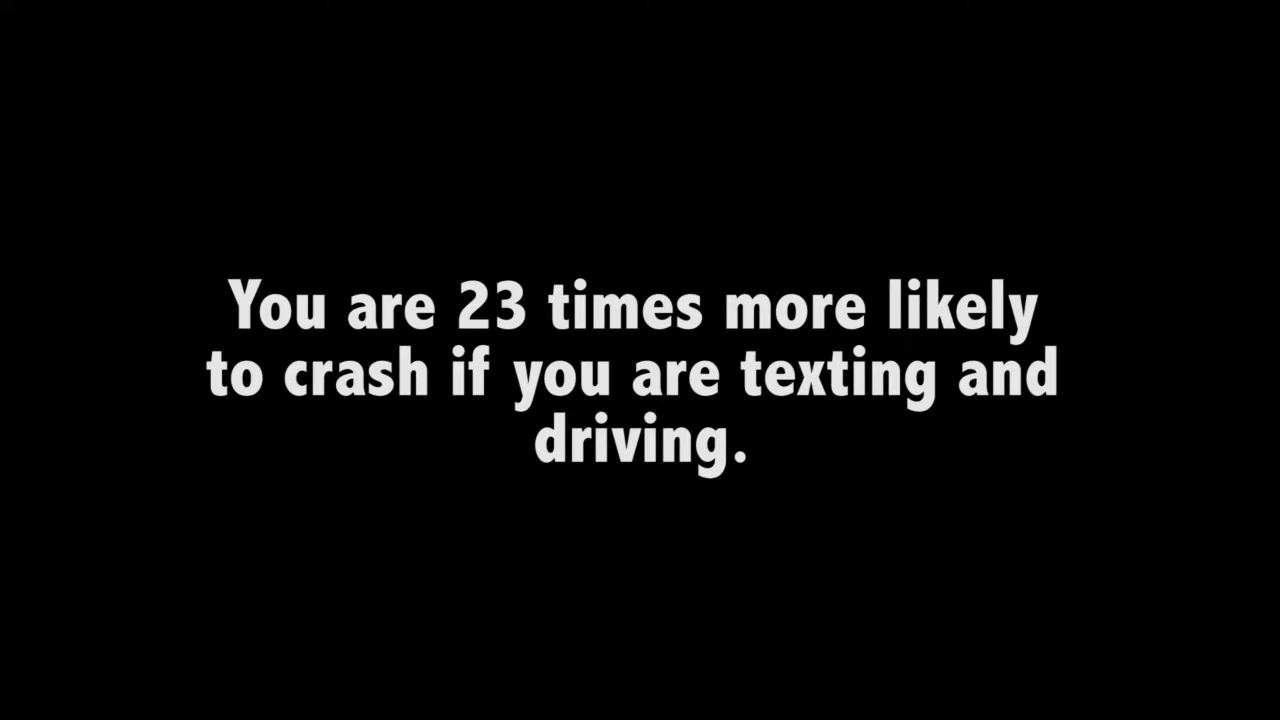 You are 23 times more likely
to crash if you are texting and
driving.